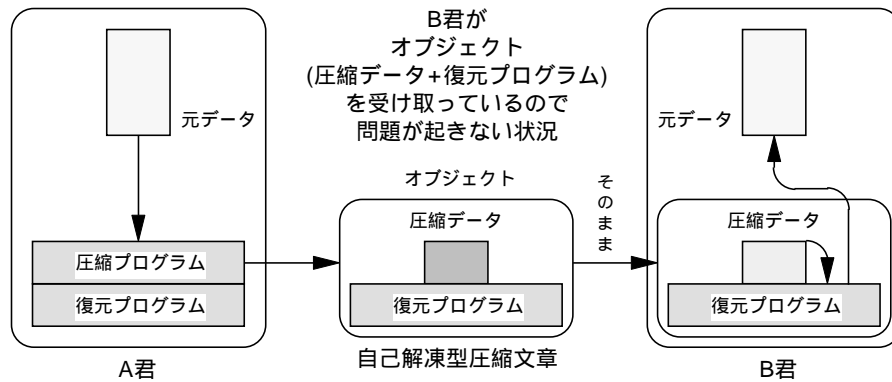 B君が
オブジェクト
(圧縮データ+復元プログラム)
を受け取っているので
問題が起きない状況
元データ
圧縮プログラム
復元プログラム
A君
オブジェクト
圧縮データ
復元プログラム
自己解凍型圧縮文章
そのまま
元データ
圧縮データ
復元プログラム
B君